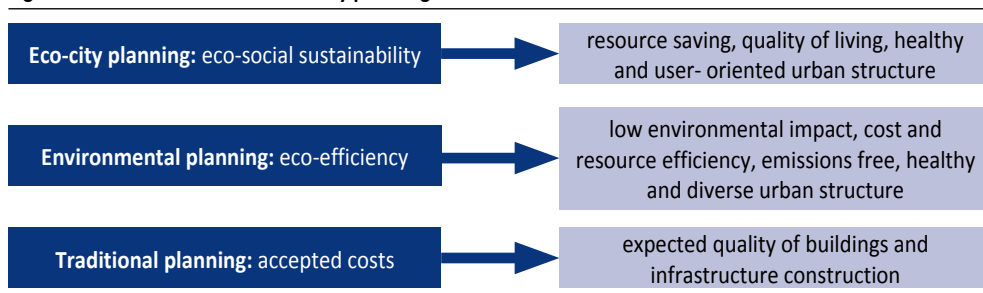 Eco-city planning: eco-social sustainability
resource saving, quality of living, healthy
and user- oriented urban structure
Environmental planning: eco-efficiency
low environmental impact, cost and
resource efficiency, emissions free, healthy
and diverse urban structure
Traditional planning: accepted costs
expected quality of buildings and
infrastructure construction